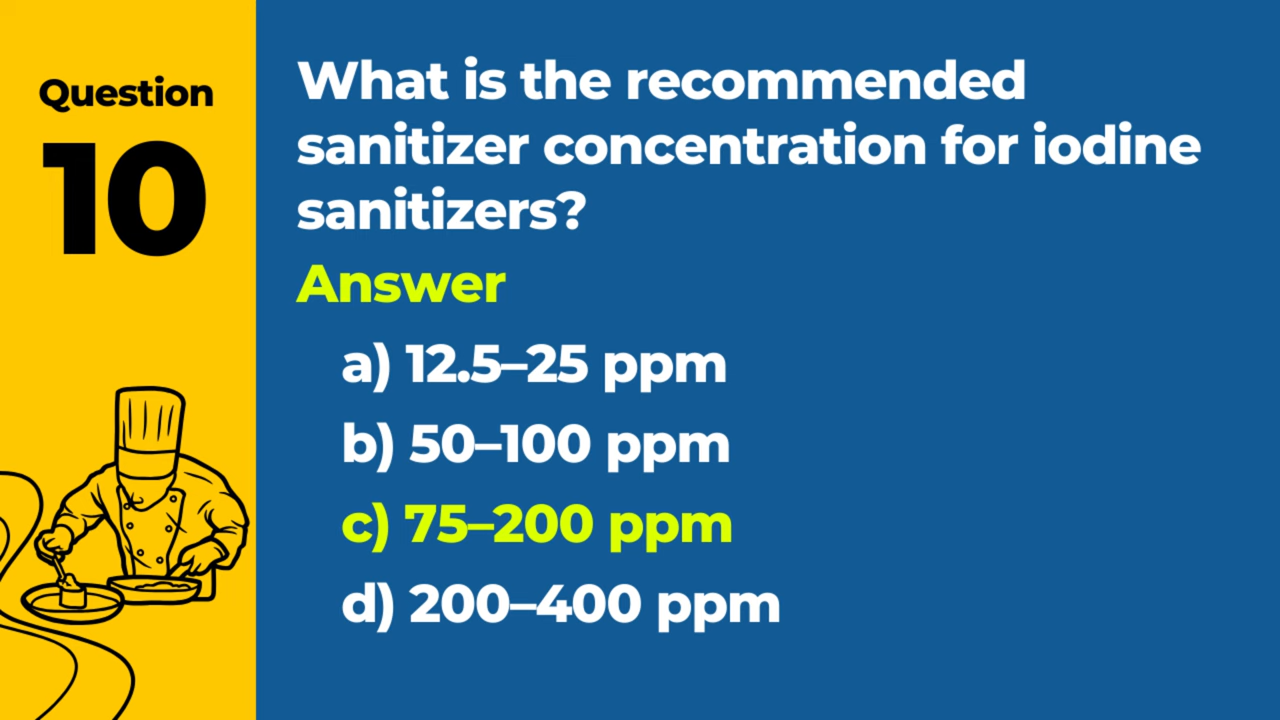 Question
10
What is the recommended
sanitizer concentration for iodine
sanitizers?
Answer
a) 12.5–25 ppm
b) 50–100 ppm
c) 75–200 ppm
d) 200–400 ppm